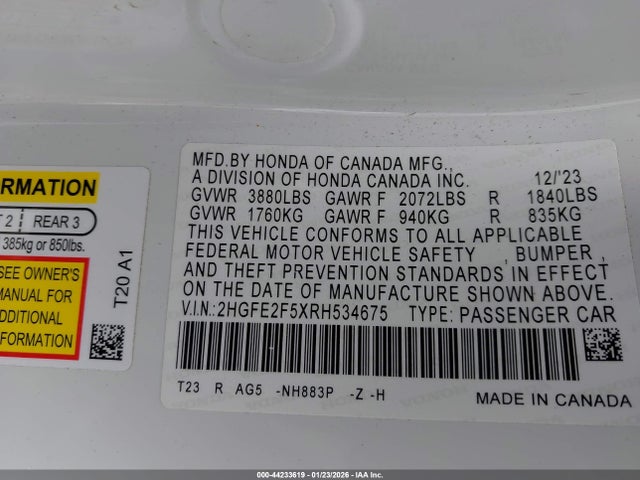 MFD.BY HONDA OF CANADA MFG.,
A DIVISION OF HONDA CANADA INC. 12/'23
GVWR 3880LBS GAWR F 2072LBS R 1840LBS
GVWR 1760KG GAWR F 940KG R 835KG
THIS VEHICLE CONFORMS TO ALL APPLICABLE
FEDERAL MOTOR VEHICLE SAFETY , BUMPER ,
AND THEFT PREVENTION STANDARDS IN EFFECT
ON THE DATE OF MANUFACTURE SHOWN ABOVE.
V.I.N.:2HGFE2F5XRH534675 TYPE: PASSENGER CAR
T23 R AG5 -NH883P -Z -H
MADE IN CANADA
ORMATION
2 REAR 3
385kg or 850lbs.
SEE OWNER'S
MANUAL FOR
ADDITIONAL
INFORMATION
T20 A1
000-44233619 | 01/23/2026 - IAA Inc.